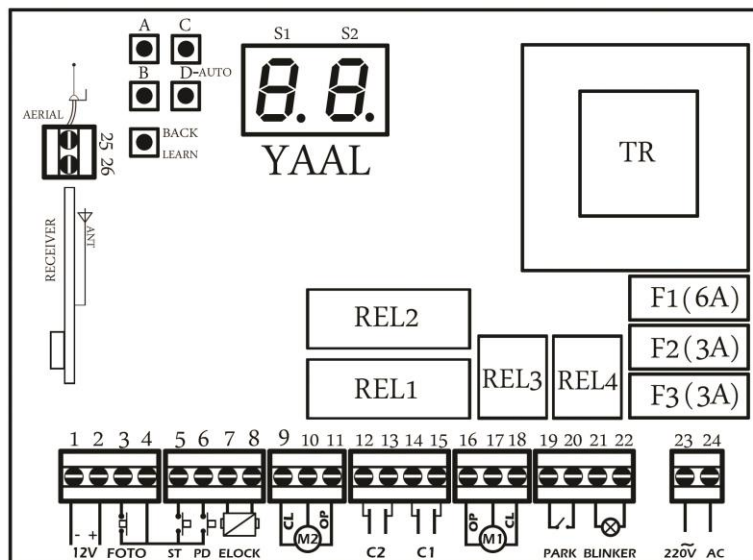 S1 S2
A C
B D-AUTO
BACK
LEARN
AERIAL
25 26
YAAL
TR
RECEIVER
ANT
F1(6A)
REL2
F2(3A)
REL1
REL3 REL4
F3(3A)
1 2 3 4 5 6 7 8 9 10 11 12 13 14 15 16 17 18 19 20 21 22 23 24
CL M2 OP OP M1 CL
- +
12V FOTO ST PD ELOCK C2 C1 PARK BLINKER 220V ~ AC